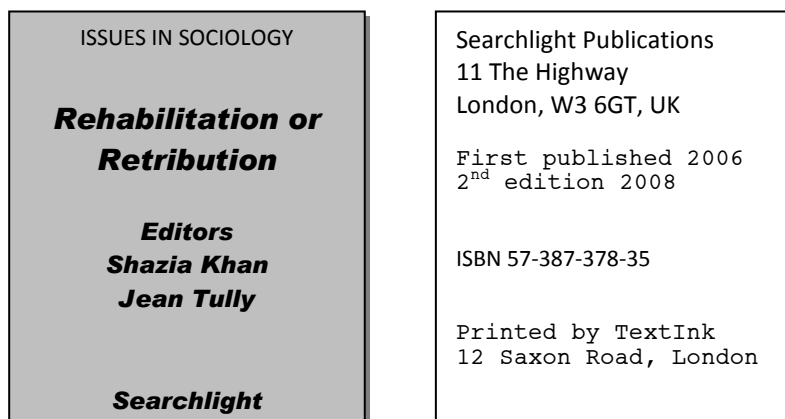 ISSUES IN SOCIOLOGY
Rehabilitation or
Retribution
Editors
Shazia Khan
Jean Tully
Searchlight
Searchlight Publications
11 The Highway
London, W3 6GT, UK
First published 2006
2nd edition 2008
ISBN 57-387-378-35
Printed by TextInk
12 Saxon Road, London